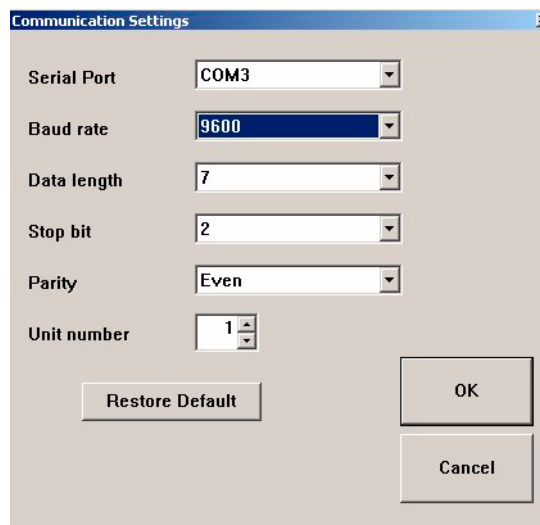 Communication Settings
Serial Port COM3
Baud rate 9600
Data length 7
Stop bit 2
Parity Even
Unit number 1
Restore Default
OK
Cancel